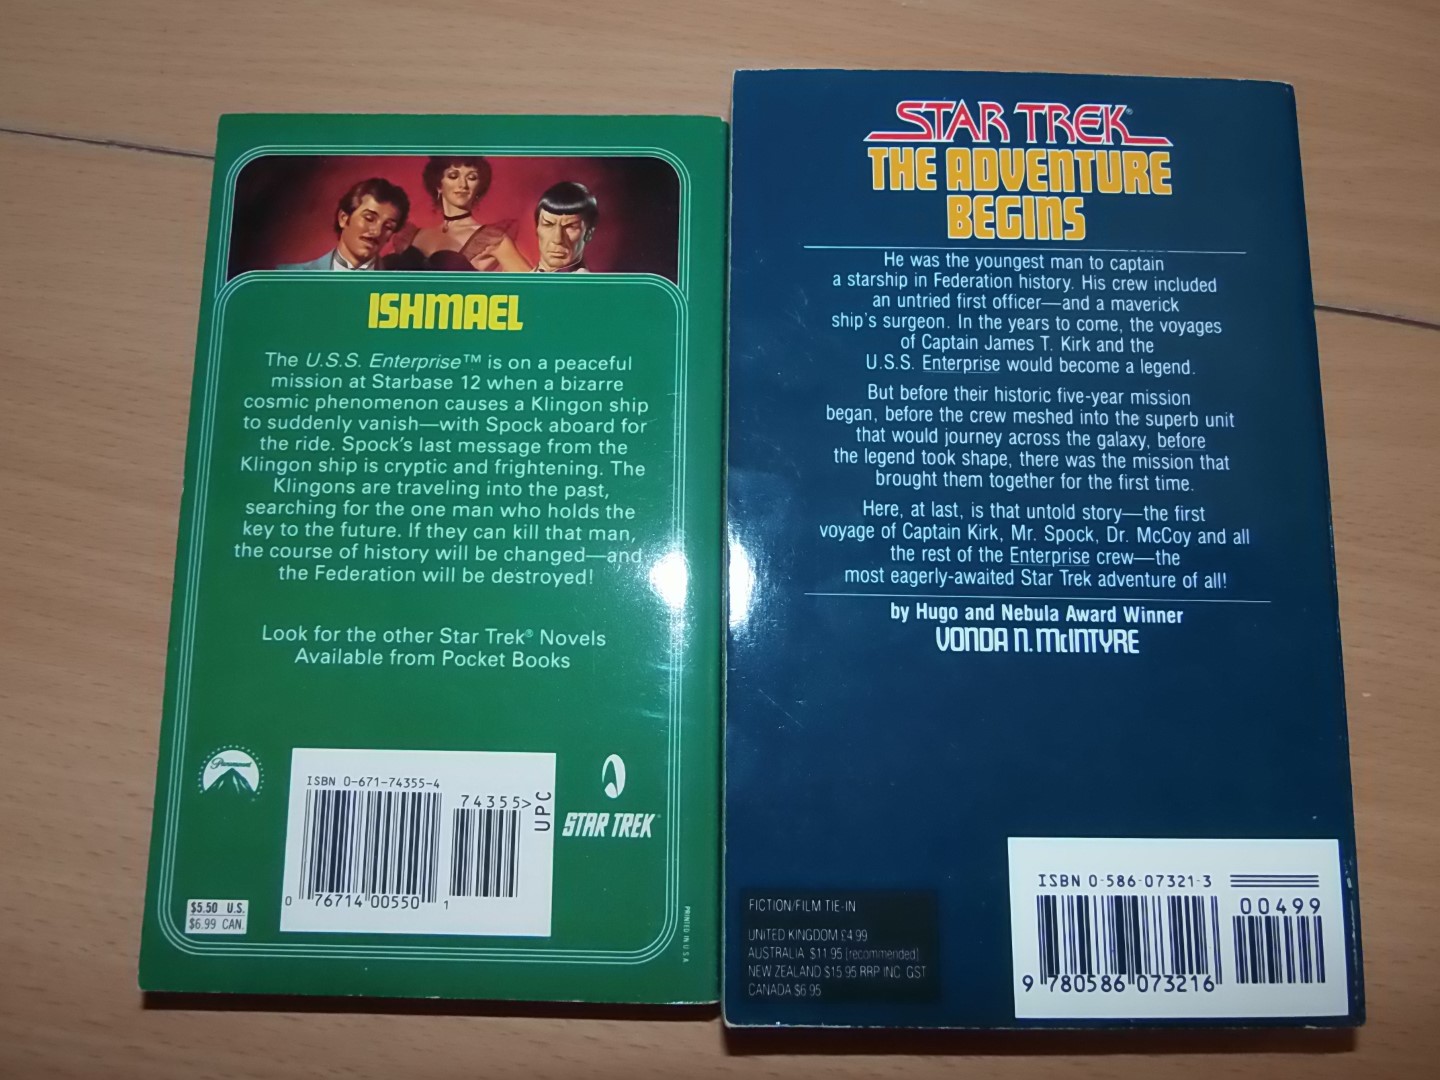 ISHMAEL
The U.S.S. Enterprise™ is on a peaceful
mission at Starbase 12 when a bizarre
cosmic phenomenon causes a Klingon ship
to suddenly vanish—with Spock aboard for
the ride. Spock's last message from the
Klingon ship is cryptic and frightening. The
Klingons are traveling into the past,
searching for the one man who holds the
key to the future. If they can kill that man,
the course of history will be changed—and
the Federation will be destroyed!
Look for the other Star Trek® Novels
Available from Pocket Books
Paramount
ISBN 0-671-74355-4
74355>
UPC
0 76714 00550 1
STAR TREK®
$5.50 U.S.
$6.99 CAN.
PRINTED IN U.S.A.
STAR TREK®
THE ADVENTURE
BEGINS
He was the youngest man to captain
a starship in Federation history. His crew included
an untried first officer—and a maverick
ship's surgeon. In the years to come, the voyages
of Captain James T. Kirk and the
U.S.S. Enterprise would become a legend.
But before their historic five-year mission
began, before the crew meshed into the superb unit
that would journey across the galaxy, before
the legend took shape, there was the mission that
brought them together for the first time.
Here, at last, is that untold story—the first
voyage of Captain Kirk, Mr. Spock, Dr. McCoy and all
the rest of the Enterprise crew—the
most eagerly-awaited Star Trek adventure of all!
by Hugo and Nebula Award Winner
VONDA N. McINTYRE
FICTION/FILM TIE-IN
UNITED KINGDOM £4.99
AUSTRALIA $11.95 (recommended)
NEW ZEALAND $15.95 RRP INC. GST
CANADA $6.95
ISBN 0-586-07321-3
00499
9 780586 073216